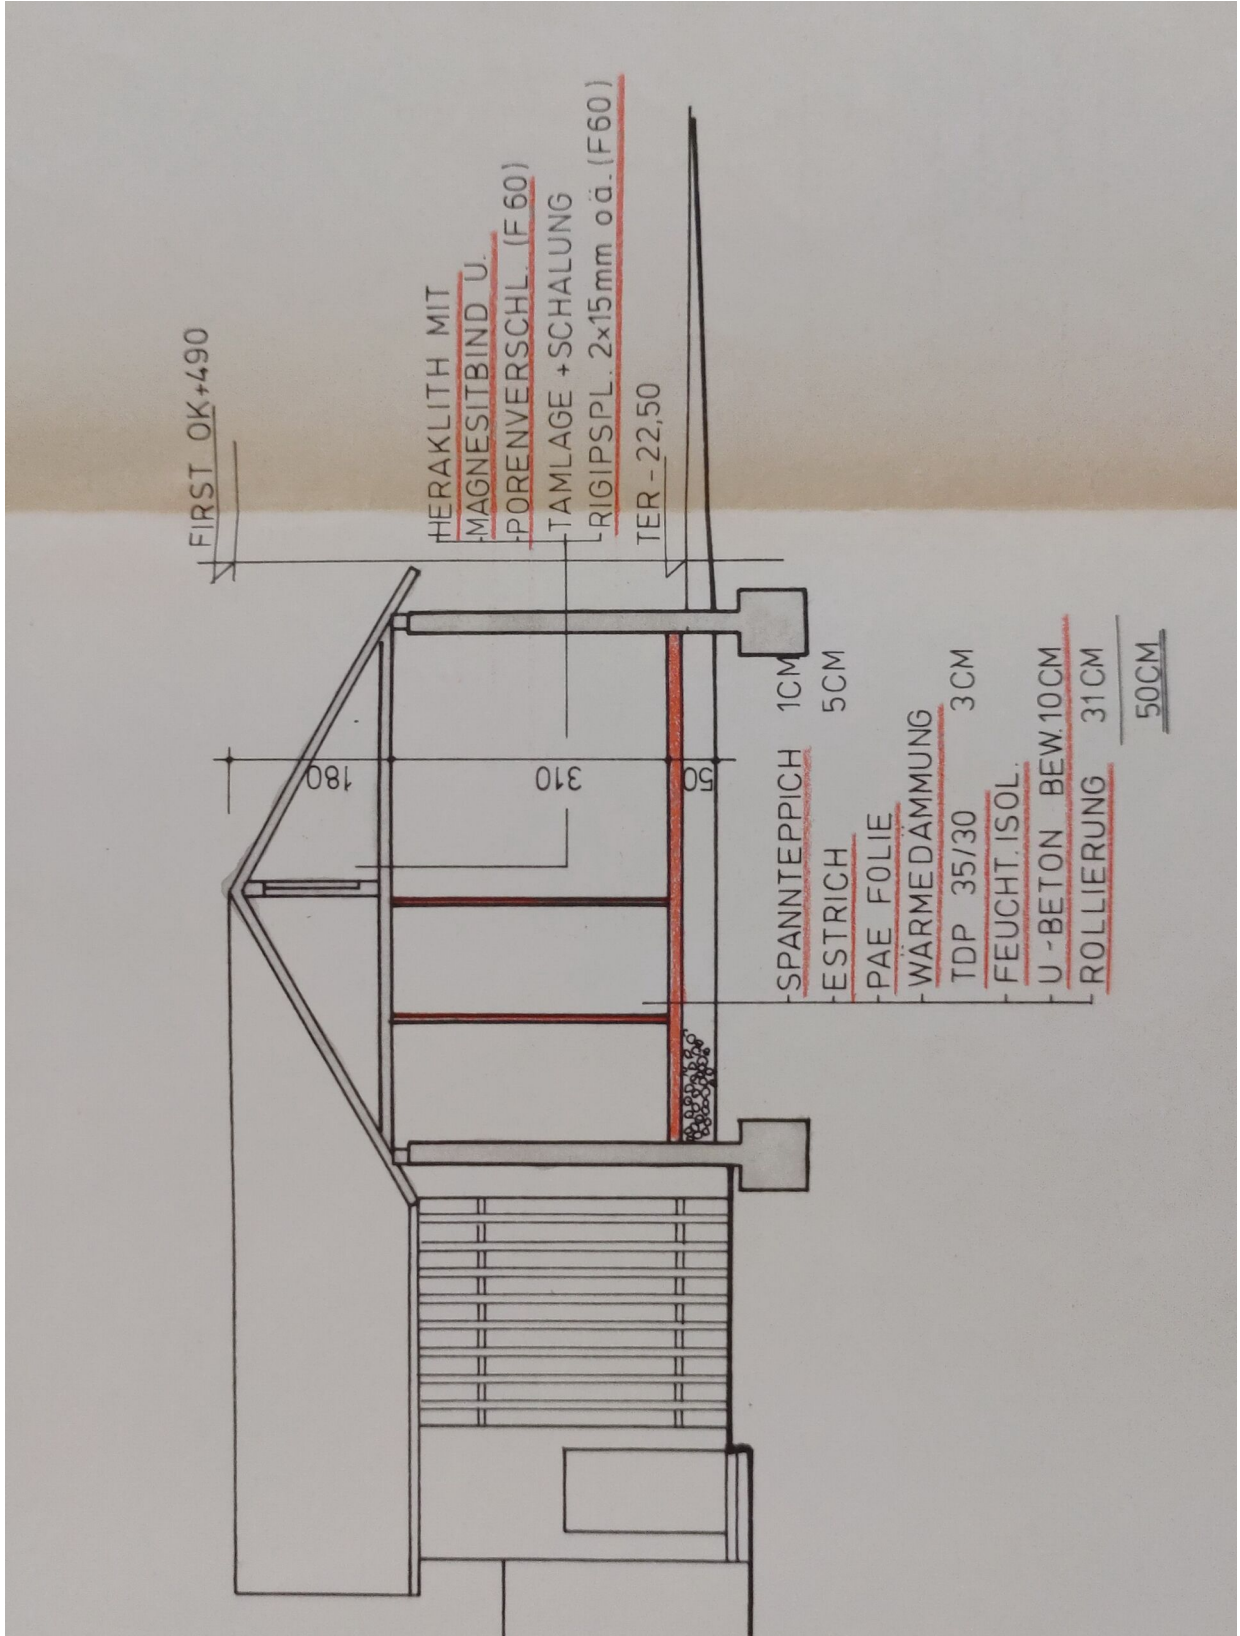 FIRST OK+490
HERAKLITH MIT
MAGNESITBIND U.
PORENVERSCHL. (F 60)
TAMLAGE + SCHALUNG
RIGIPSPL. 2x15mm oä. (F60)
TER - 22,50
180
310
50
SPANNTEPPICH 1CM
ESTRICH 5CM
PAE FOLIE
WÄRMEDÄMMUNG
TDP 35/30 3CM
FEUCHT.ISOL.
U-BETON BEW.10CM
ROLLIERUNG 31CM
50CM